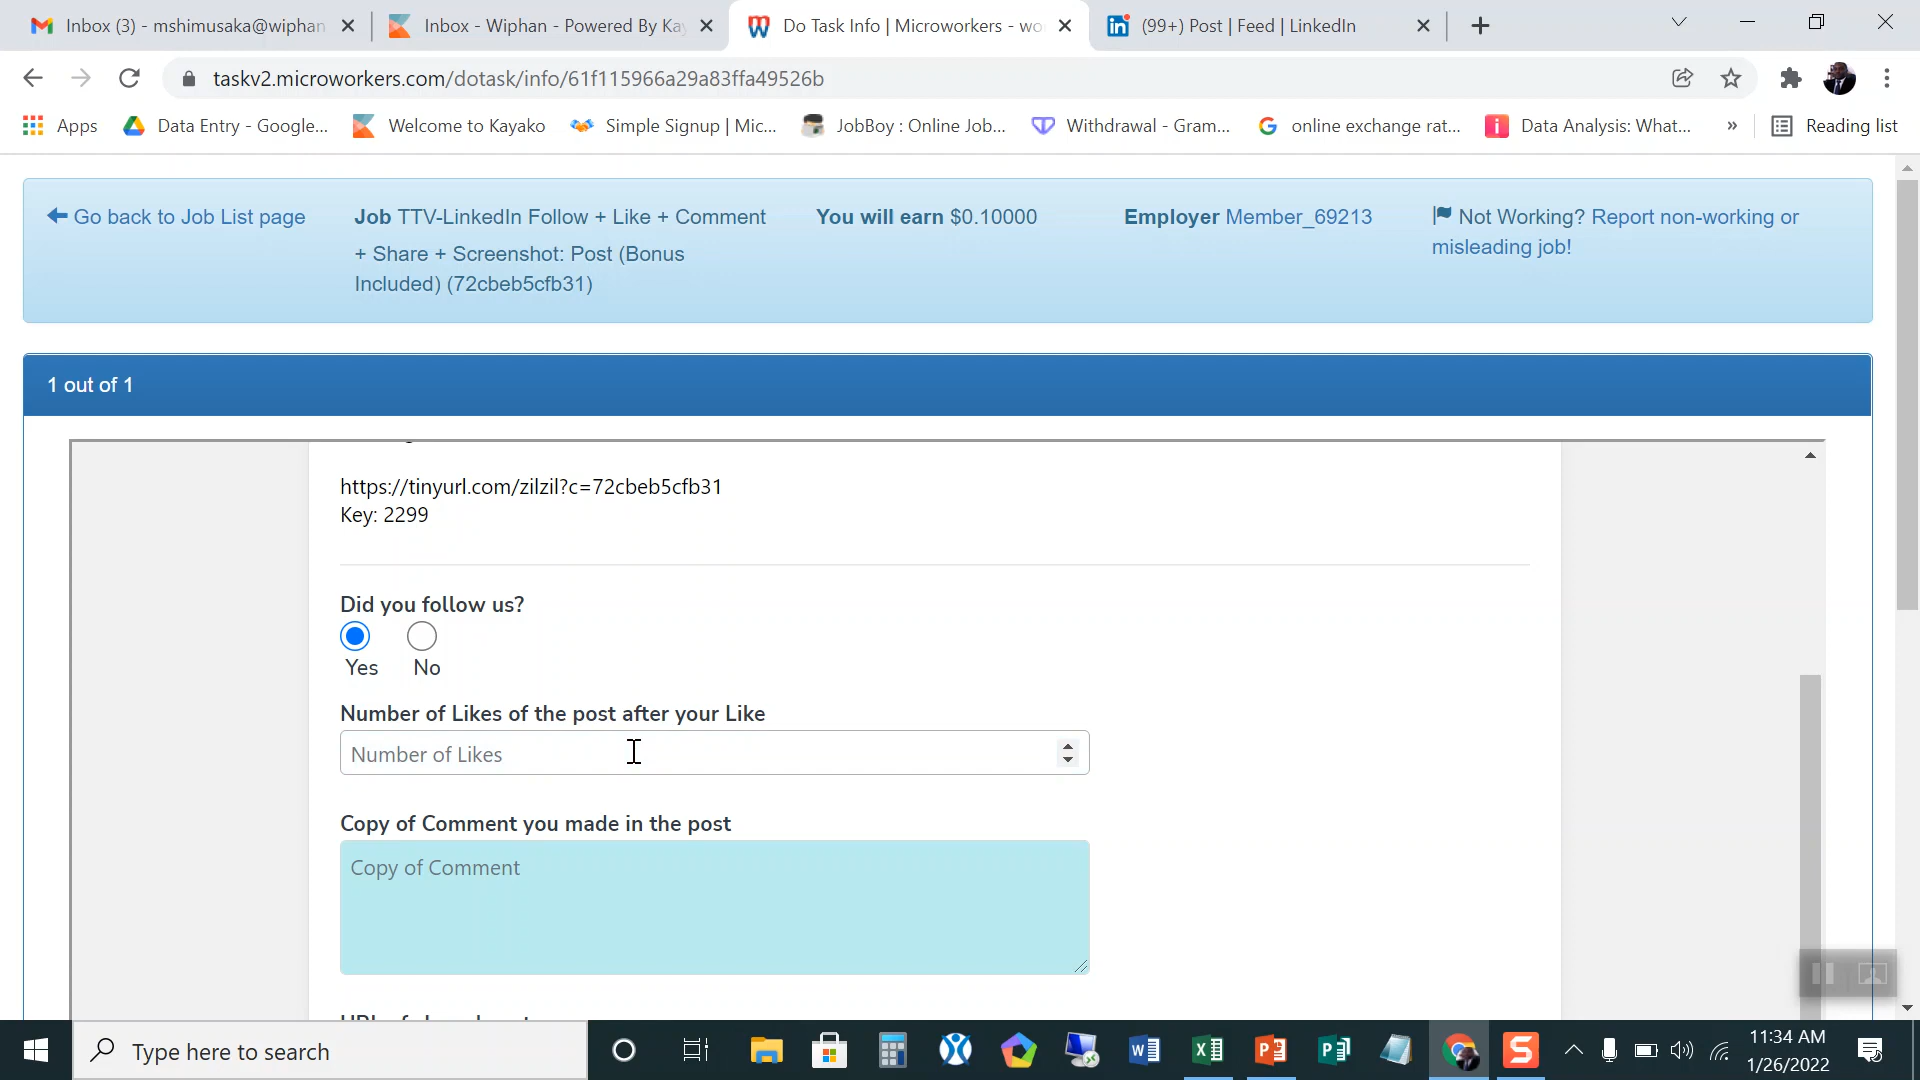 Inbox (3) - mshimusaka@wiphan
Inbox - Wiphan - Powered By Kay
Do Task Info | Microworkers - wo
(99+) Post | Feed | LinkedIn
taskv2.microworkers.com/dotask/info/61f115966a29a83ffa49526b
Apps
Data Entry - Google...
Welcome to Kayako
Simple Signup | Mic...
JobBoy : Online Job...
Withdrawal - Gram...
online exchange rat...
Data Analysis: What...
»
Reading list
Go back to Job List page
Job TTV-LinkedIn Follow + Like + Comment
+ Share + Screenshot: Post (Bonus
Included) (72cbeb5cfb31)
You will earn $0.10000
Employer Member_69213
Not Working? Report non-working or
misleading job!
1 out of 1
https://tinyurl.com/zilzil?c=72cbeb5cfb31
Key: 2299
Did you follow us?
Yes No
Number of Likes of the post after your Like
Number of Likes
Copy of Comment you made in the post
Copy of Comment
Type here to search
11:34 AM
1/26/2022